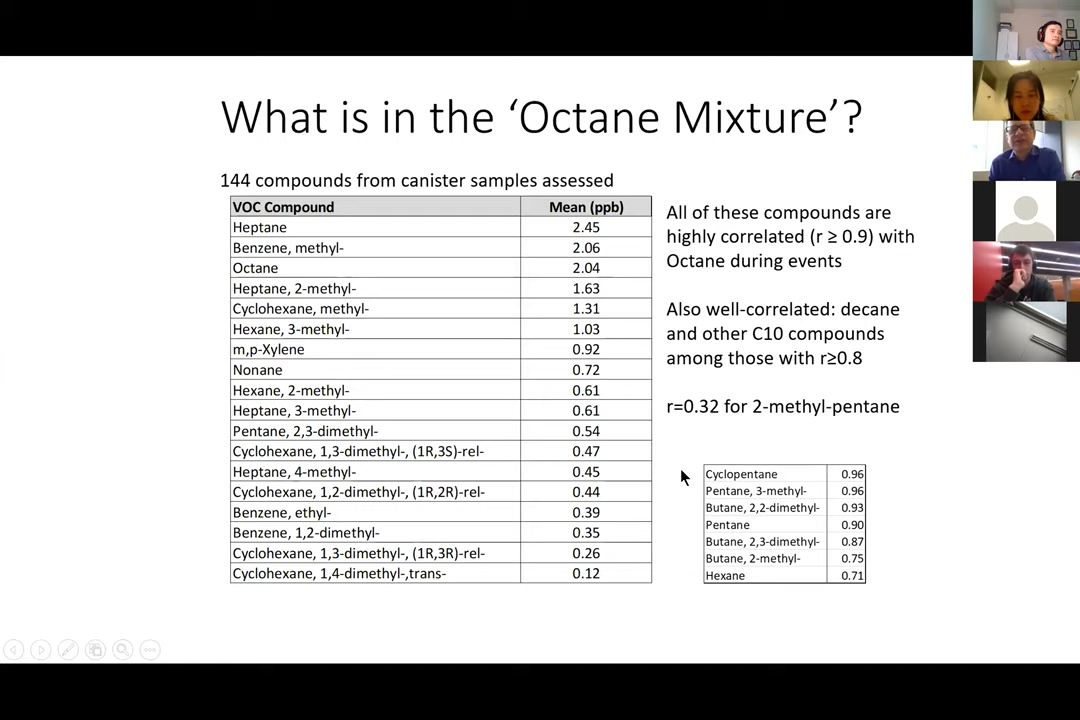 What is in the ‘Octane Mixture’?
144 compounds from canister samples assessed
VOC Compound Mean (ppb)
Heptane 2.45
Benzene, methyl- 2.06
Octane 2.04
Heptane, 2-methyl- 1.63
Cyclohexane, methyl- 1.31
Hexane, 3-methyl- 1.03
m,p-Xylene 0.92
Nonane 0.72
Hexane, 2-methyl- 0.61
Heptane, 3-methyl- 0.61
Pentane, 2,3-dimethyl- 0.54
Cyclohexane, 1,3-dimethyl-, (1R,3S)-rel- 0.47
Heptane, 4-methyl- 0.45
Cyclohexane, 1,2-dimethyl-, (1R,2R)-rel- 0.44
Benzene, ethyl- 0.39
Benzene, 1,2-dimethyl- 0.35
Cyclohexane, 1,3-dimethyl-, (1R,3R)-rel- 0.26
Cyclohexane, 1,4-dimethyl-,trans- 0.12
All of these compounds are
highly correlated (r ≥ 0.9) with
Octane during events
Also well-correlated: decane
and other C10 compounds
among those with r≥0.8
r=0.32 for 2-methyl-pentane
Cyclopentane 0.96
Pentane, 3-methyl- 0.96
Butane, 2,2-dimethyl- 0.93
Pentane 0.90
Butane, 2,3-dimethyl- 0.87
Butane, 2-methyl- 0.75
Hexane 0.71